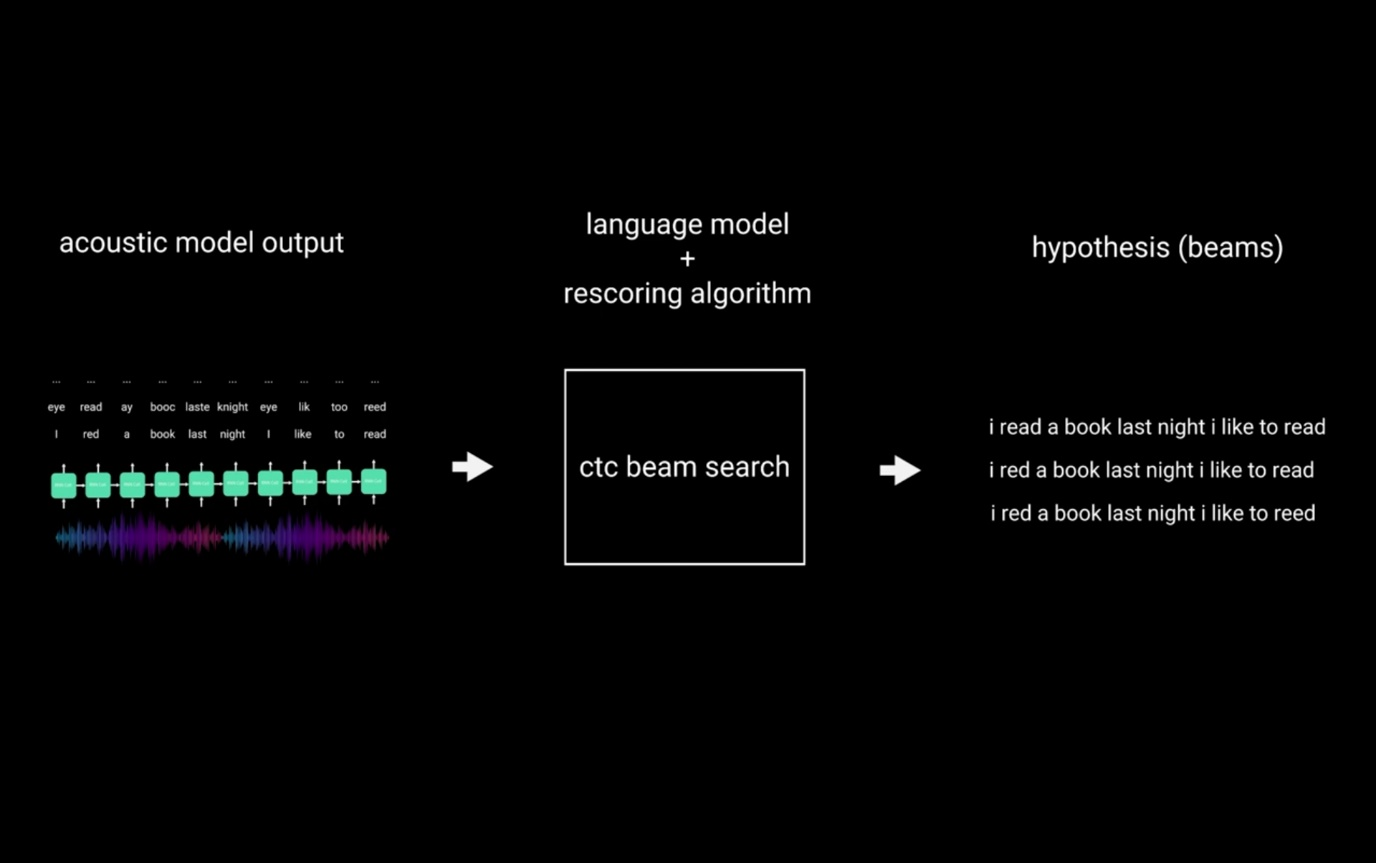 acoustic model output
... ... ... ... ... ... ... ... ... ...
eye read ay booc laste knight eye lik too reed
I red a book last night I like to read
language model
+
rescoring algorithm
ctc beam search
hypothesis (beams)
i read a book last night i like to read
i red a book last night i like to read
i red a book last night i like to reed